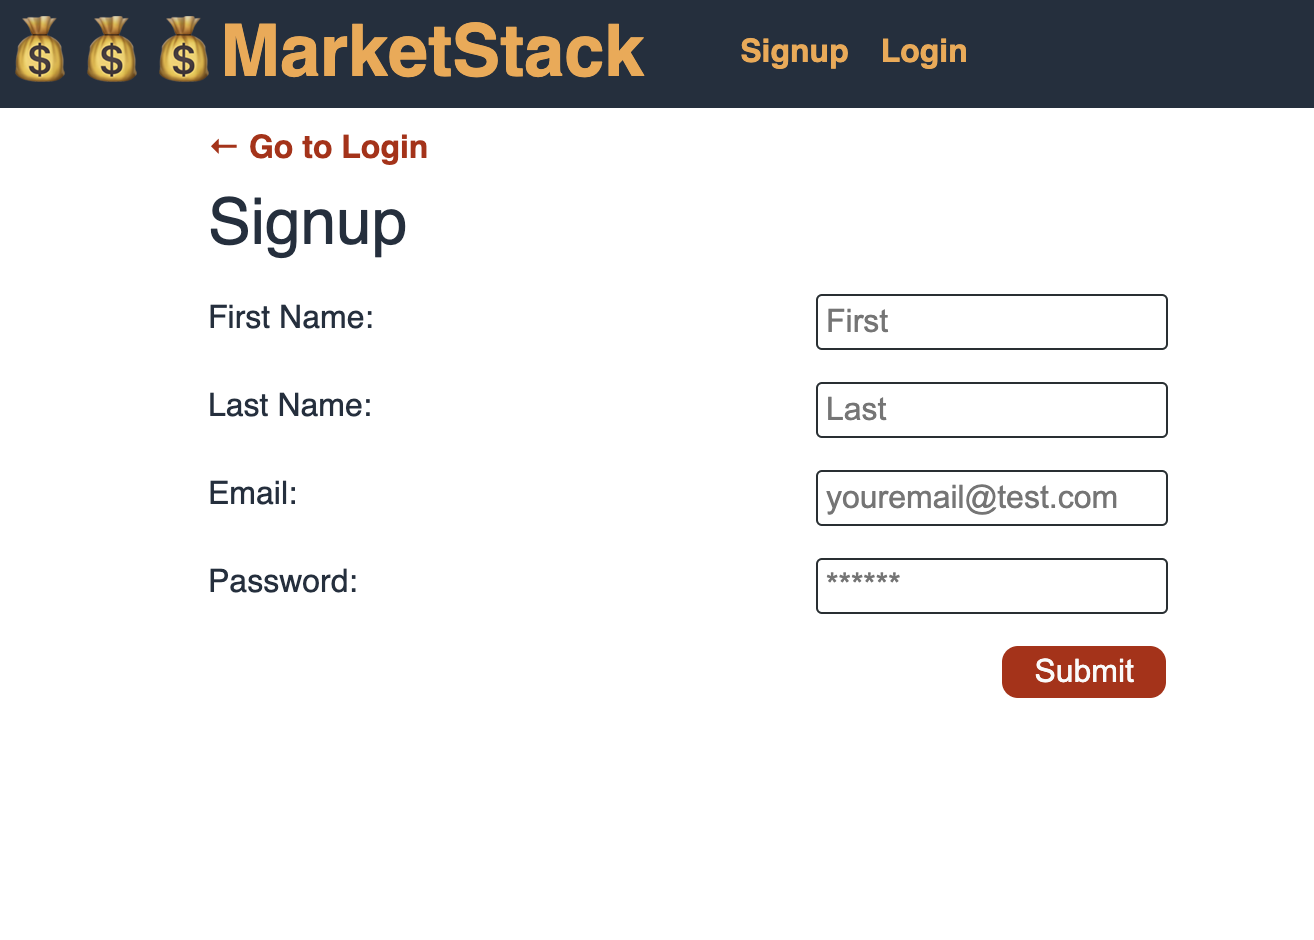 MarketStack Signup Login
← Go to Login
Signup
First Name: First
Last Name: Last
Email: youremail@test.com
Password: ******
Submit